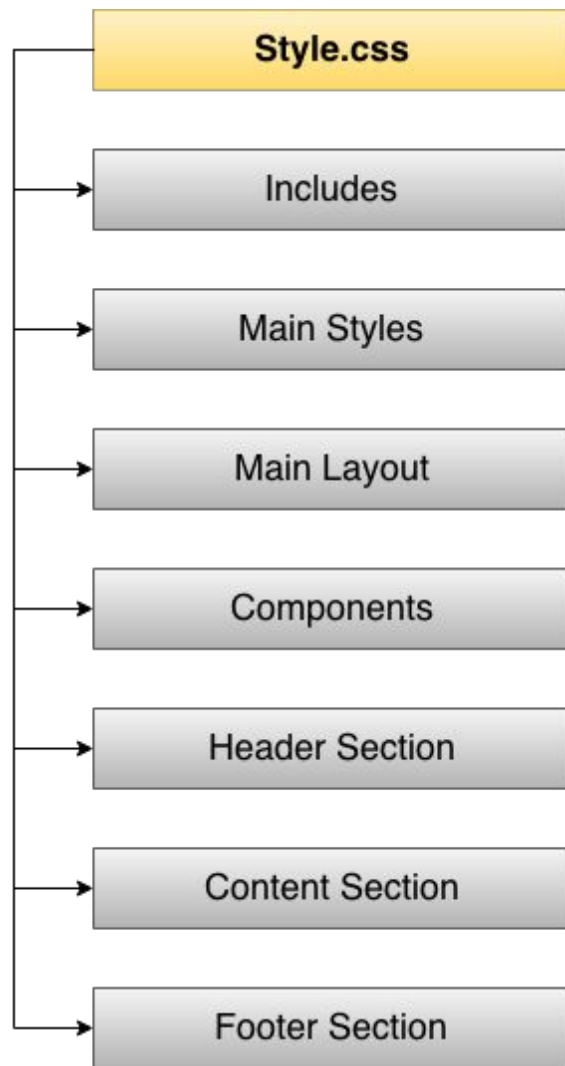 Style.css
Includes
Main Styles
Main Layout
Components
Header Section
Content Section
Footer Section